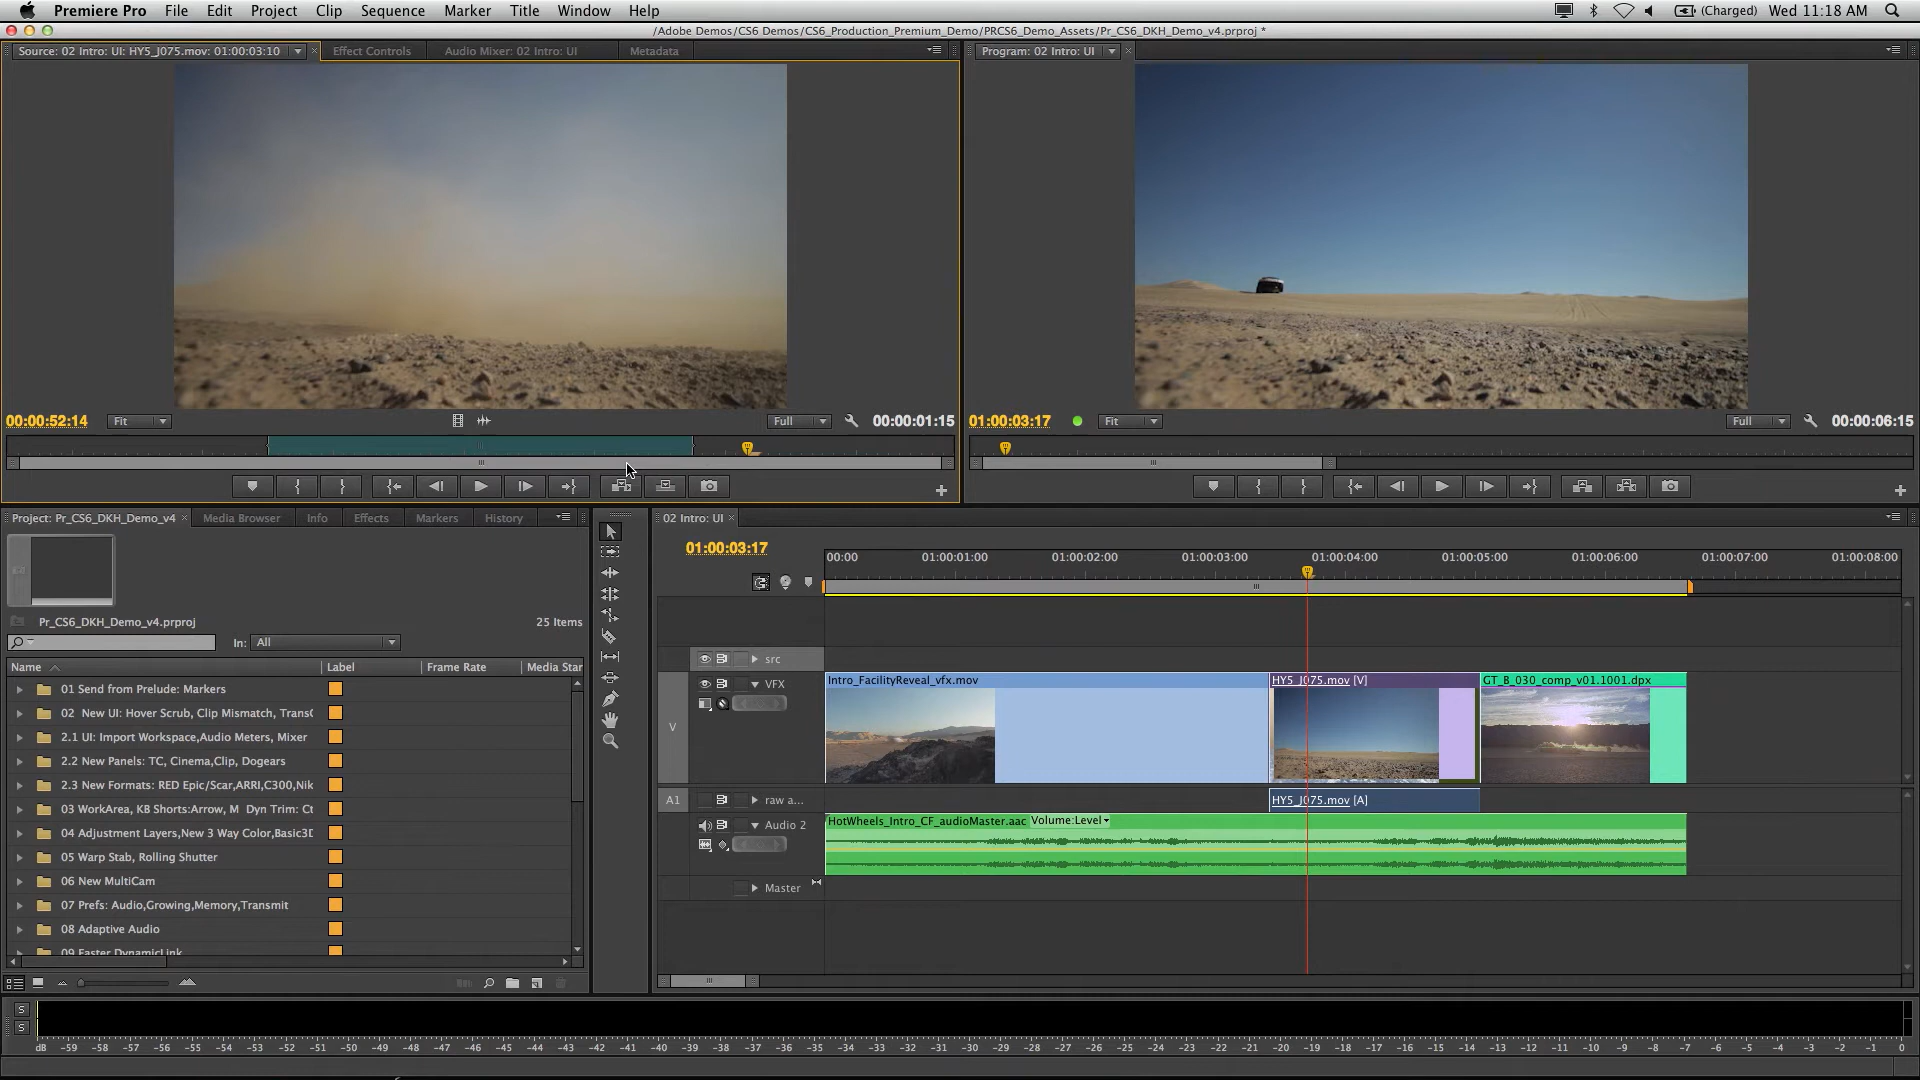 Premiere Pro File Edit Project Clip Sequence Marker Title Window Help (Charged) Wed 11:18 AM
/Adobe Demos/CS6 Demos/CS6_Production_Premium_Demo/PRCS6_Demo_Assets/Pr_CS6_DKH_Demo_v4.prproj *
Source: 02 Intro: UI: HY5_J075.mov: 01:00:03:10 Effect Controls Audio Mixer: 02 Intro: UI Metadata
Program: 02 Intro: UI
00:00:52:14 Fit Full 00:00:01:15
01:00:03:17 Fit Full 00:00:06:15
Project: Pr_CS6_DKH_Demo_v4 Media Browser Info Effects Markers History
Pr_CS6_DKH_Demo_v4.prproj 25 Items
In: All
Name Label Frame Rate Media Star
01 Send from Prelude: Markers
02 New UI: Hover Scrub, Clip Mismatch, Trans
2.1 UI: Import Workspace,Audio Meters, Mixer
2.2 New Panels: TC, Cinema,Clip, Dogears
2.3 New Formats: RED Epic/Scar,ARRI,C300,Nik
03 WorkArea, KB Shorts:Arrow, M Dyn Trim: Ct
04 Adjustment Layers,New 3 Way Color,Basic3D
05 Warp Stab, Rolling Shutter
06 New MultiCam
07 Prefs: Audio,Growing,Memory,Transmit
08 Adaptive Audio
09 Faster DynamicLink
02 Intro: UI
01:00:03:17
00:00 01:00:01:00 01:00:02:00 01:00:03:00 01:00:04:00 01:00:05:00 01:00:06:00 01:00:07:00 01:00:08:00
src
VFX
V
Intro_FacilityReveal_vfx.mov HY5_J075.mov [V] GT_B_030_comp_v01.1001.dpx
A1 raw a... HY5_J075.mov [A]
Audio 2 HotWheels_Intro_CF_audioMaster.aac Volume:Level
Master
S
S
dB -59 -58 -57 -56 -55 -54 -53 -52 -51 -50 -49 -48 -47 -46 -45 -44 -43 -42 -41 -40 -39 -38 -37 -36 -35 -34 -33 -32 -31 -30 -29 -28 -27 -26 -25 -24 -23 -22 -21 -20 -19 -18 -17 -16 -15 -14 -13 -12 -11 -10 -9 -8 -7 -6 -5 -4 -3 -2 -1 0